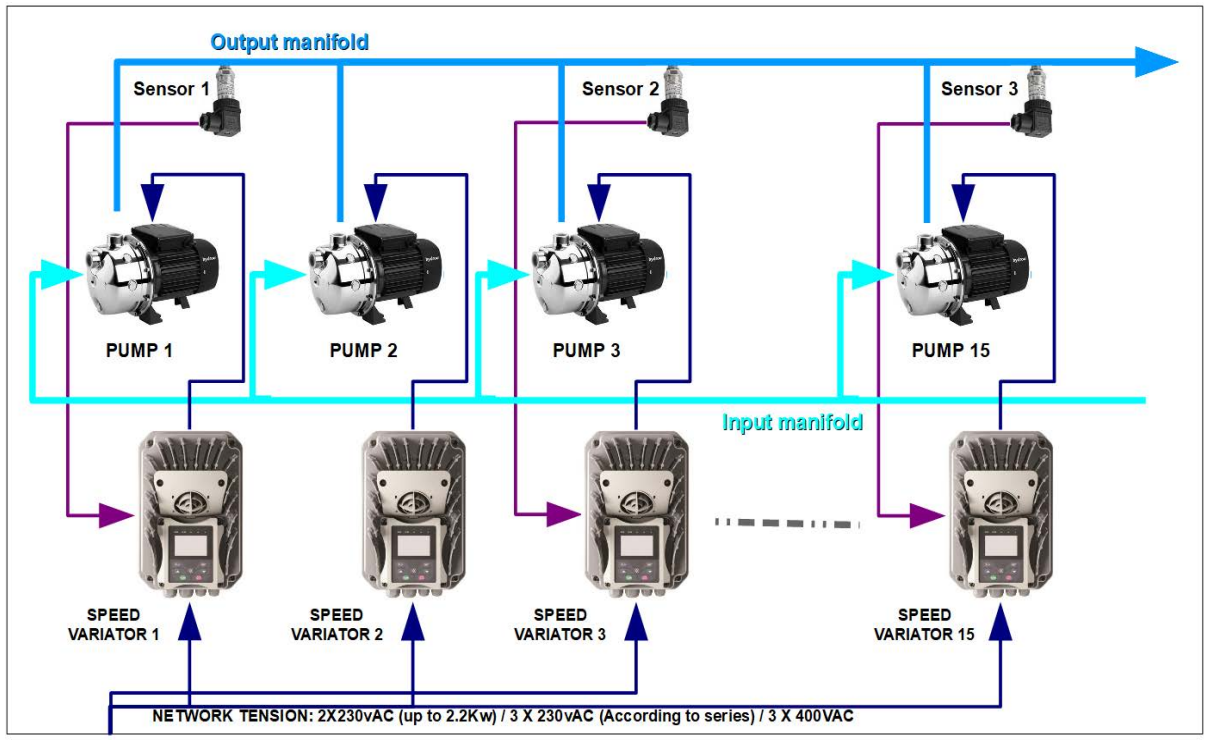 Output manifold
Sensor 1
Sensor 2
Sensor 3
PUMP 1
PUMP 2
PUMP 3
PUMP 15
Input manifold
SPEED
VARIATOR 1
SPEED
VARIATOR 2
SPEED
VARIATOR 3
SPEED
VARIATOR 15
NETWORK TENSION: 2X230vAC (up to 2.2Kw) / 3 X 230vAC (According to series) / 3 X 400VAC